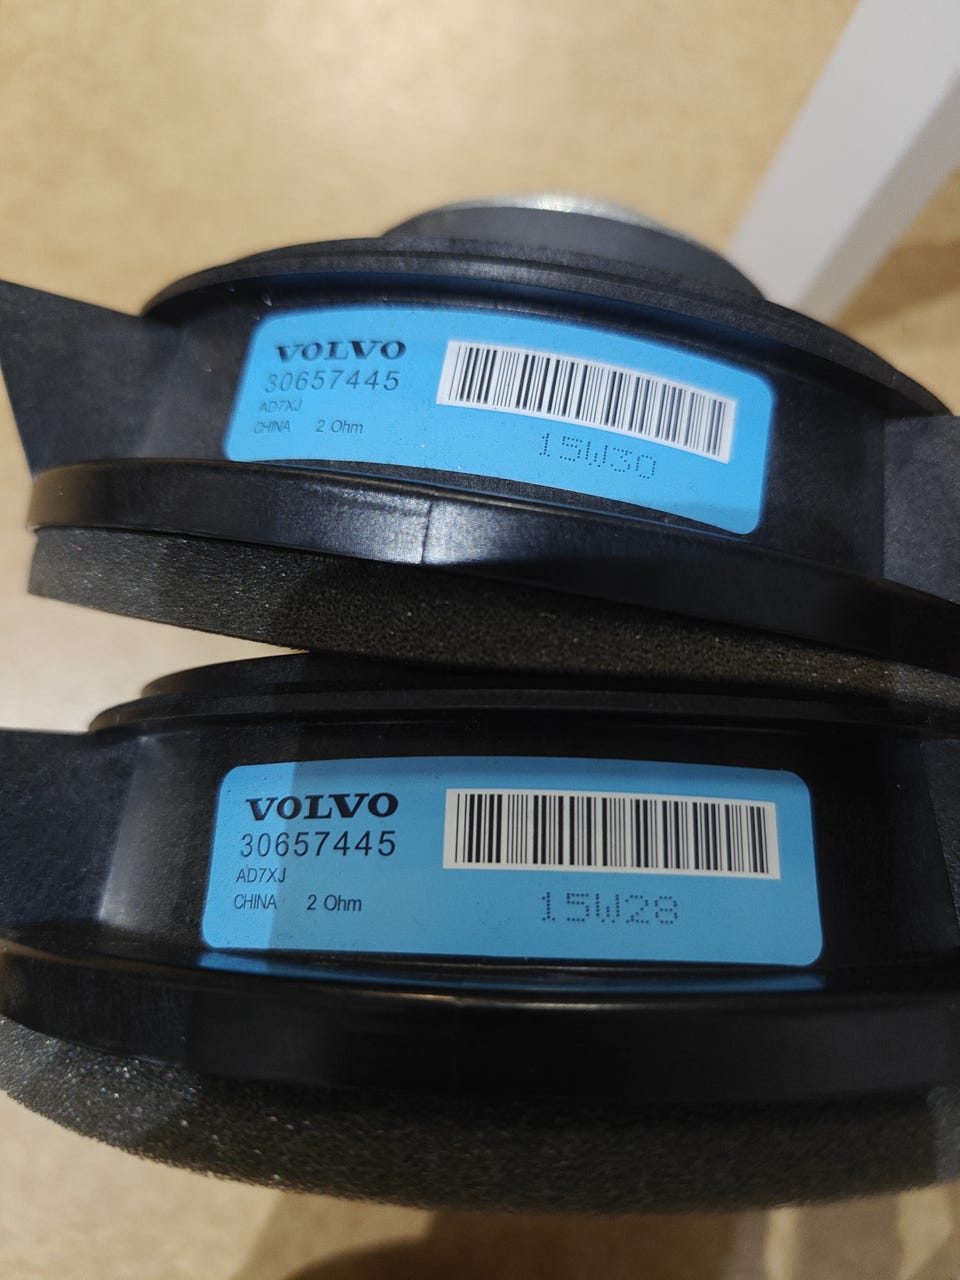 VOLVO
30657445
AD7XJ
CHINA 2 Ohm
15W30
VOLVO
30657445
AD7XJ
CHINA 2 Ohm
15W28